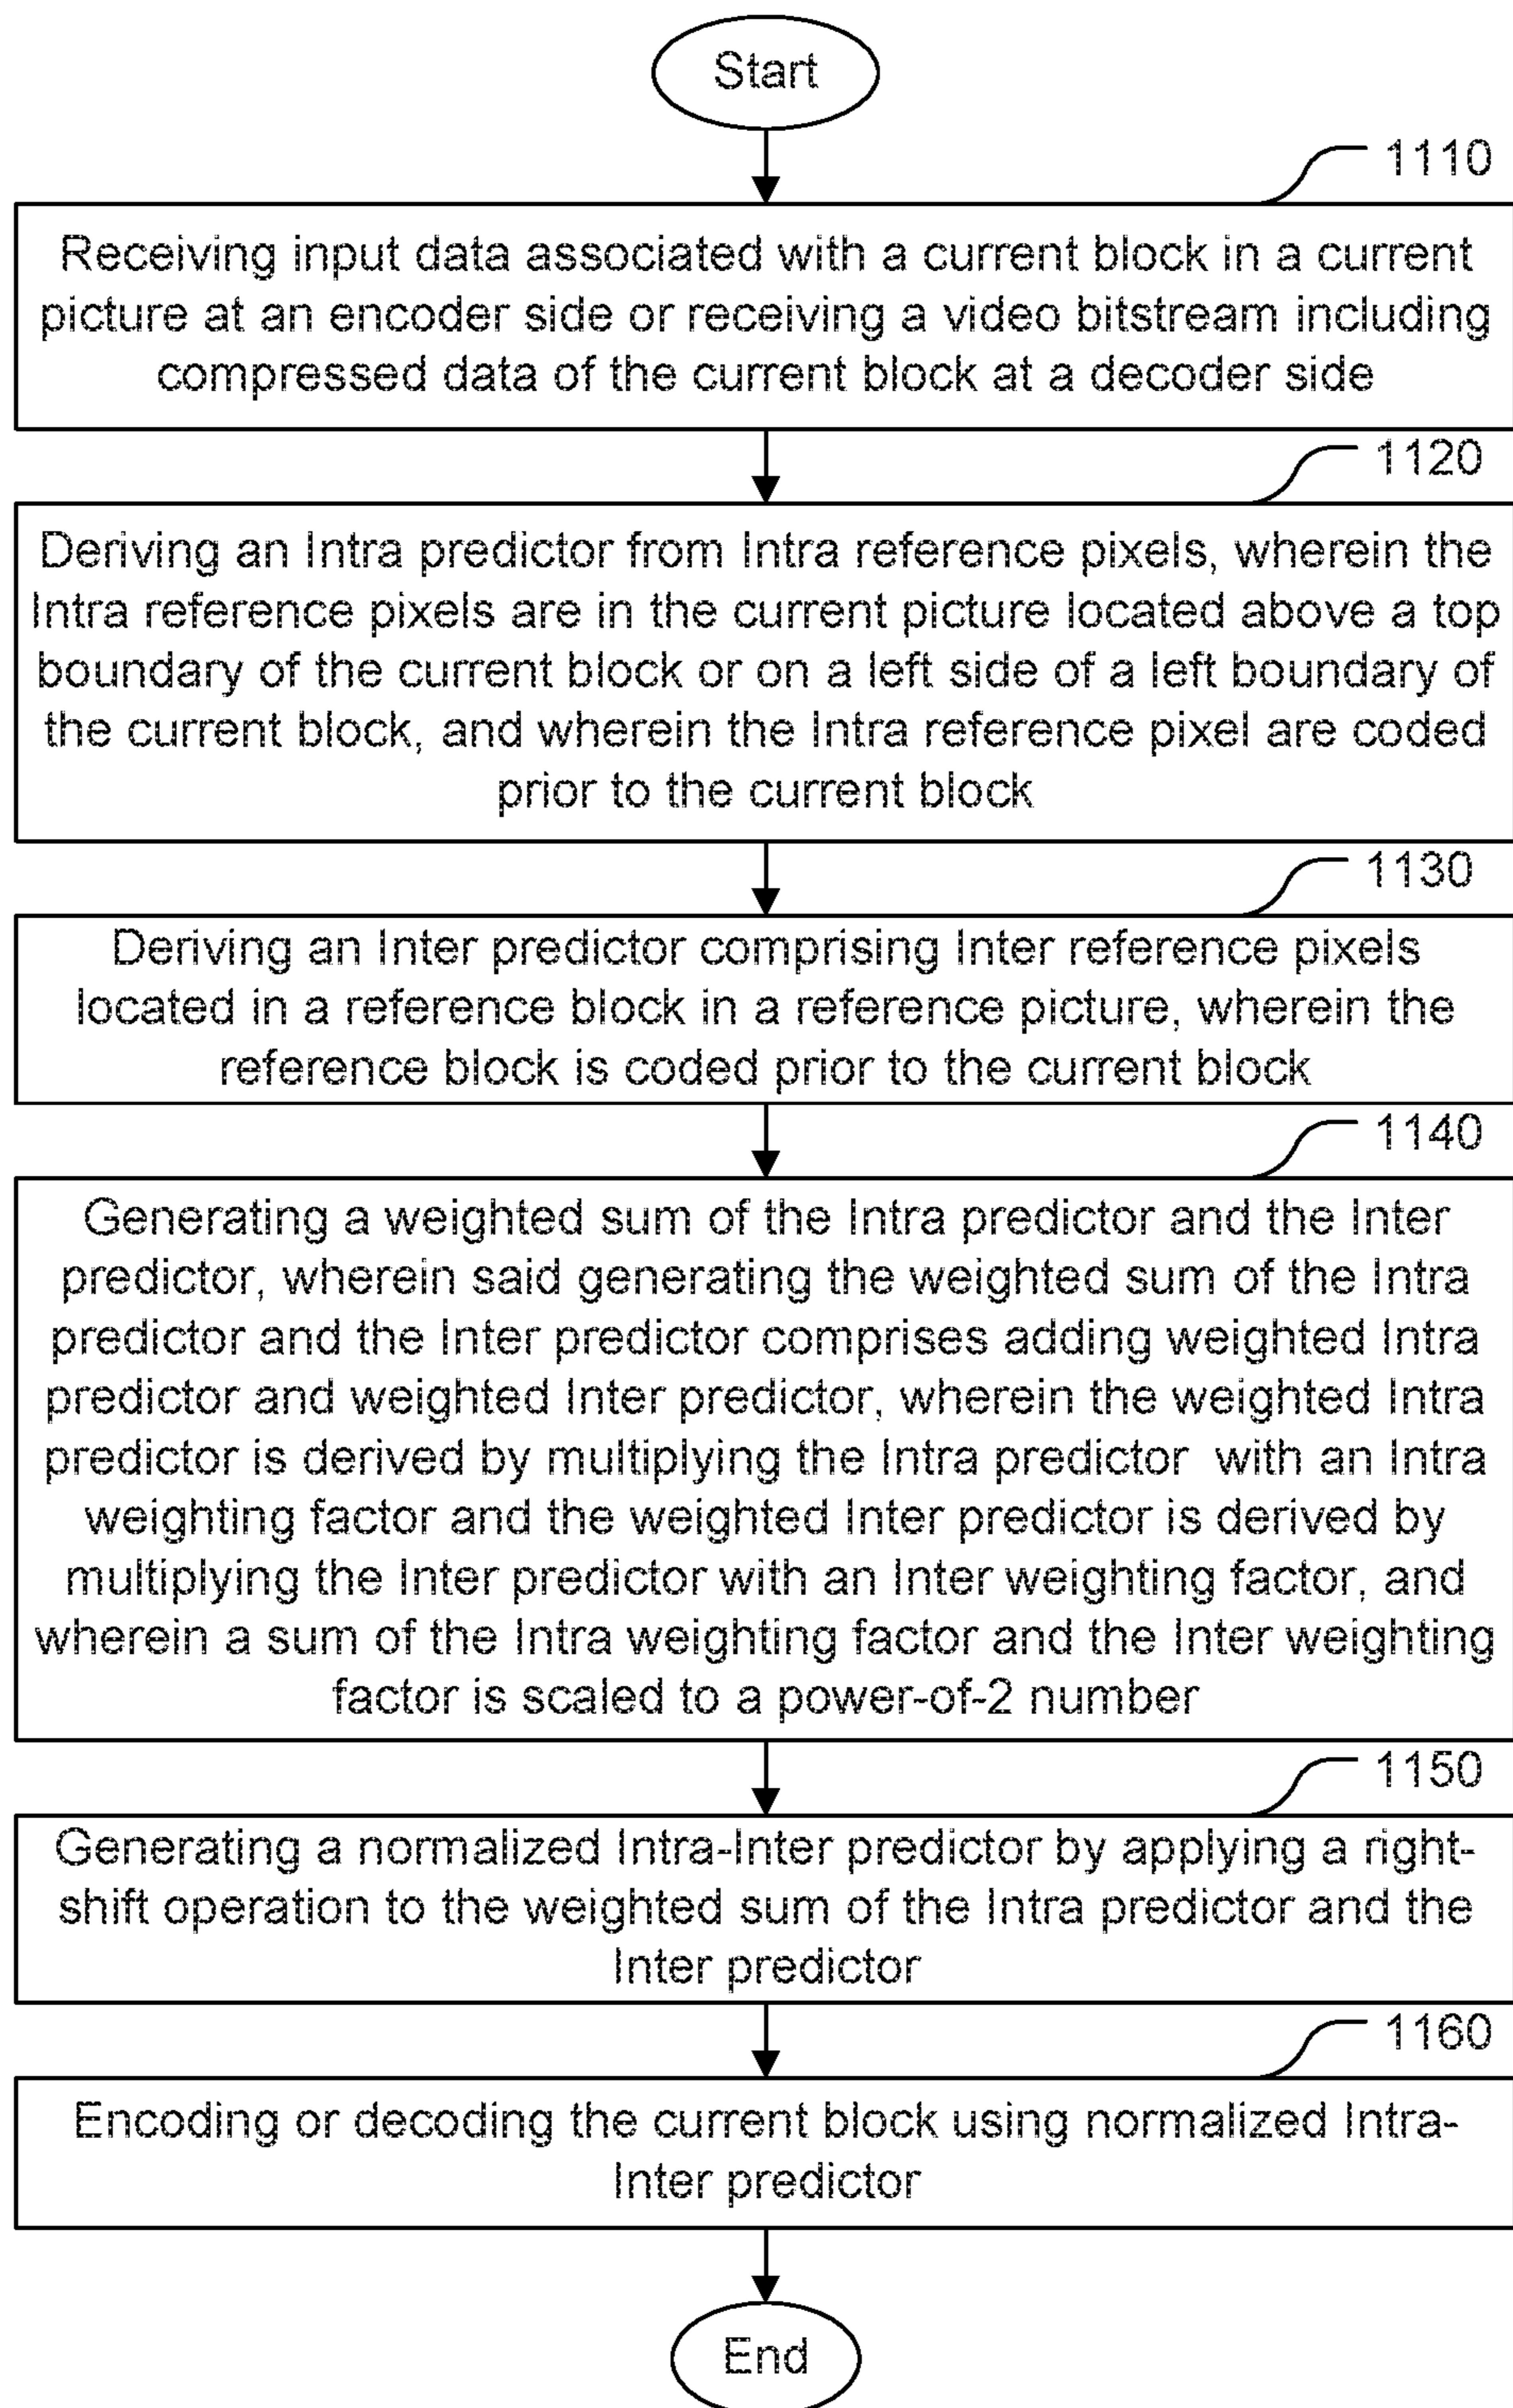 Start
1110
Receiving input data associated with a current block in a current
picture at an encoder side or receiving a video bitstream including
compressed data of the current block at a decoder side
1120
Deriving an Intra predictor from Intra reference pixels, wherein the
Intra reference pixels are in the current picture located above a top
boundary of the current block or on a left side of a left boundary of
the current block, and wherein the Intra reference pixel are coded
prior to the current block
1130
Deriving an Inter predictor comprising Inter reference pixels
located in a reference block in a reference picture, wherein the
reference block is coded prior to the current block
1140
Generating a weighted sum of the Intra predictor and the Inter
predictor, wherein said generating the weighted sum of the Intra
predictor and the Inter predictor comprises adding weighted Intra
predictor and weighted Inter predictor, wherein the weighted Intra
predictor is derived by multiplying the Intra predictor with an Intra
weighting factor and the weighted Inter predictor is derived by
multiplying the Inter predictor with an Inter weighting factor, and
wherein a sum of the Intra weighting factor and the Inter weighting
factor is scaled to a power-of-2 number
1150
Generating a normalized Intra-Inter predictor by applying a right-
shift operation to the weighted sum of the Intra predictor and the
Inter predictor
1160
Encoding or decoding the current block using normalized Intra-
Inter predictor
End